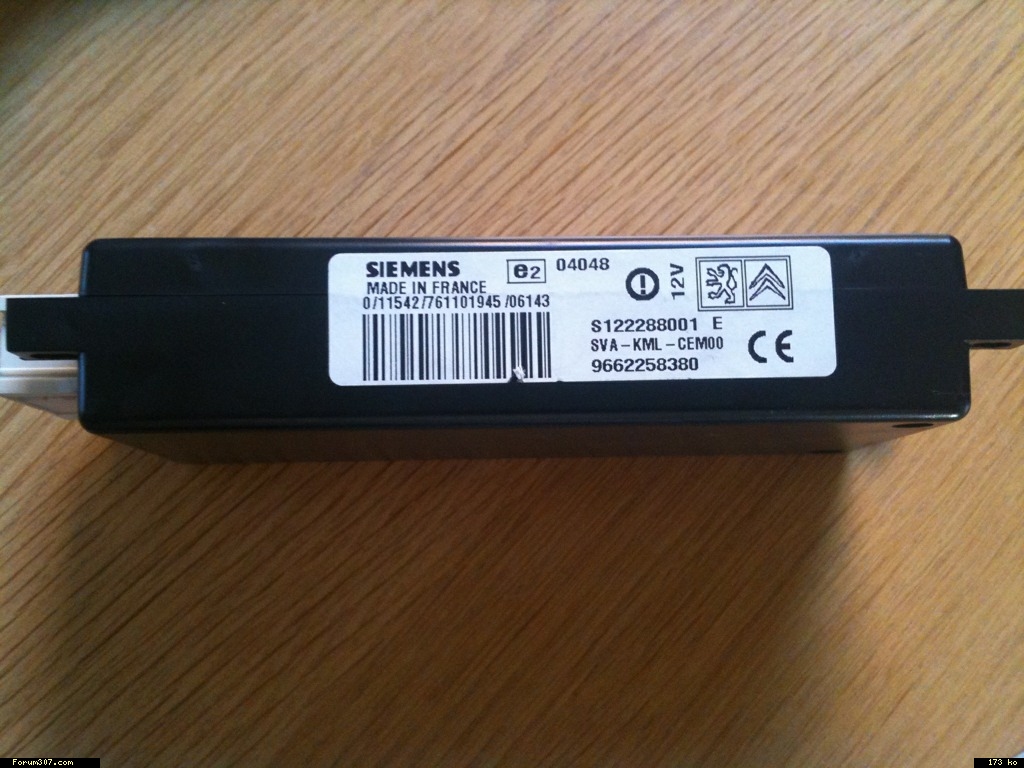 SIEMENS
e2 04048
MADE IN FRANCE
0/11542/761101945/06143
12V
S122288001 E
SVA-KML-CEM00
9662258380
CE
Forum307.com
173 ko